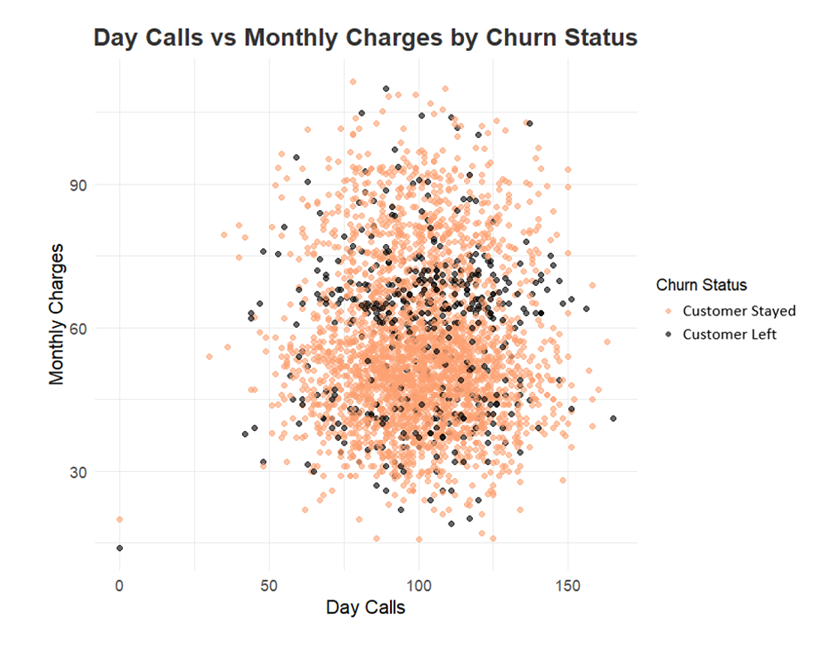 Day Calls vs Monthly Charges by Churn Status
90
60
30
Monthly Charges
0 50 100 150
Day Calls
Churn Status
Customer Stayed
Customer Left